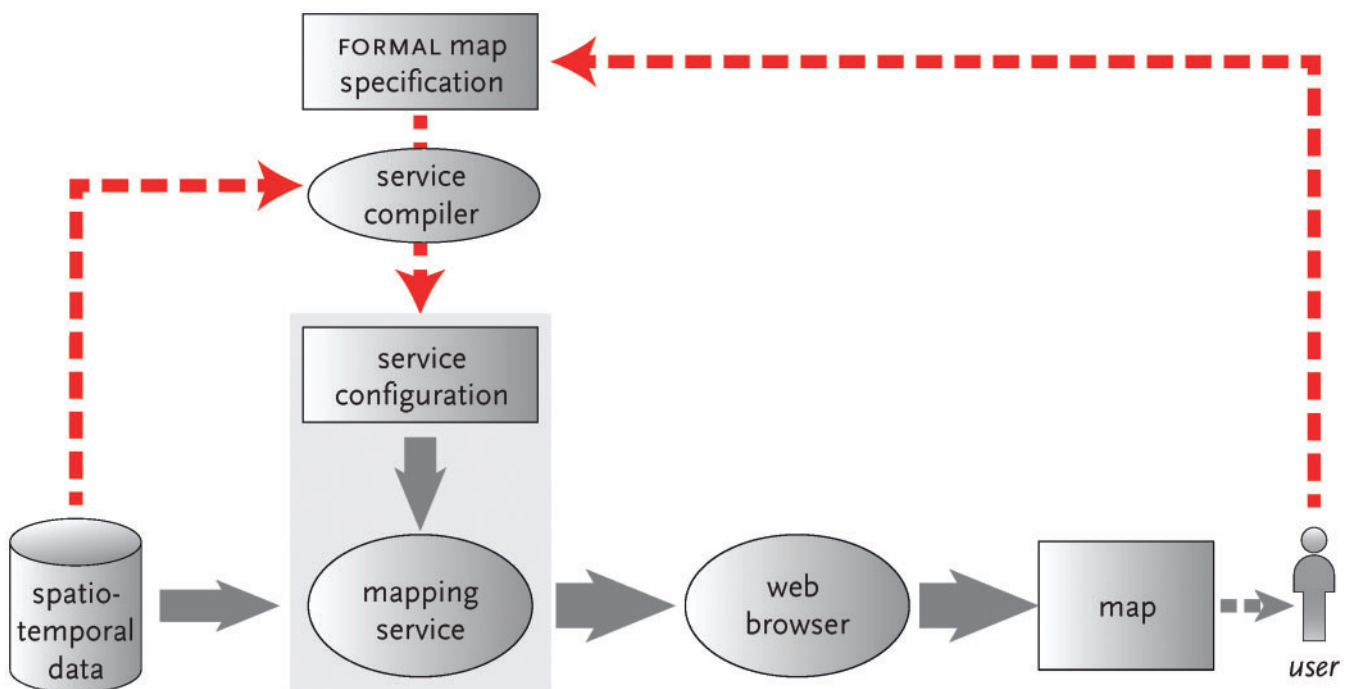 FORMAL map
specification
service
compiler
service
configuration
spatio-
temporal
data
mapping
service
web
browser
map
user